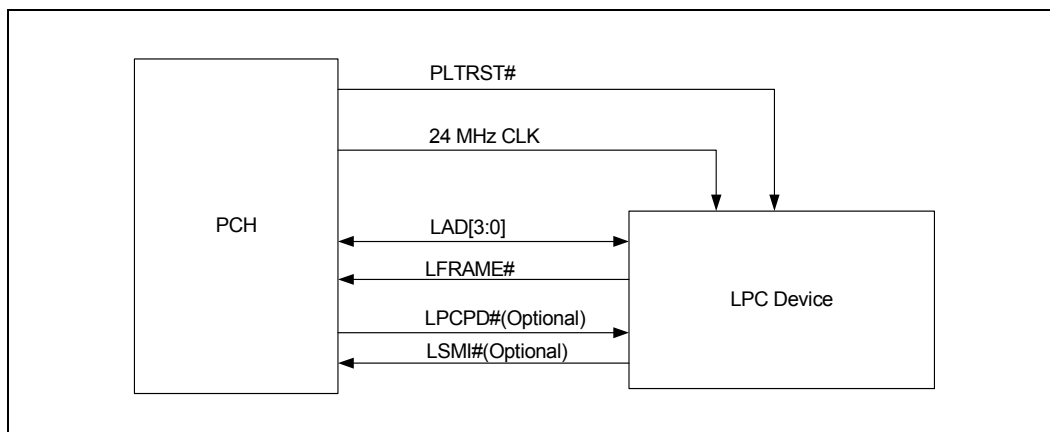 PLTRST#
24 MHz CLK
PCH
LAD[3:0]
LFRAME#
LPC Device
LPCPD#(Optional)
LSMI#(Optional)